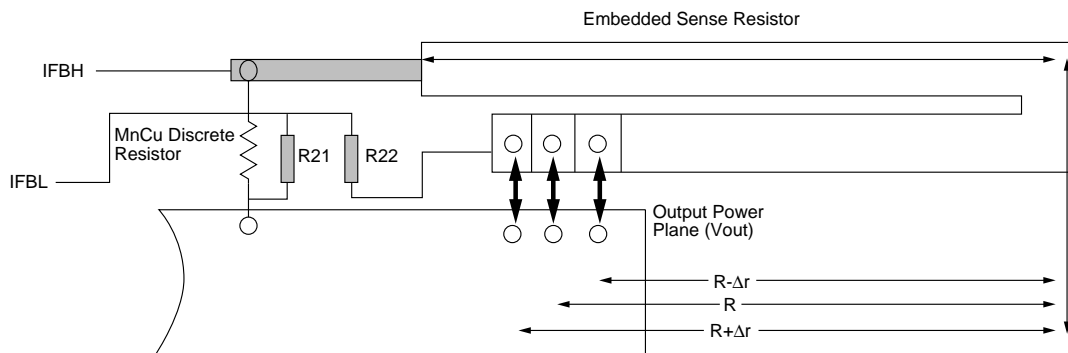 Embedded Sense Resistor
IFBH
MnCu Discrete
Resistor
R21
R22
IFBL
Output Power
Plane (Vout)
R-Δr
R
R+Δr